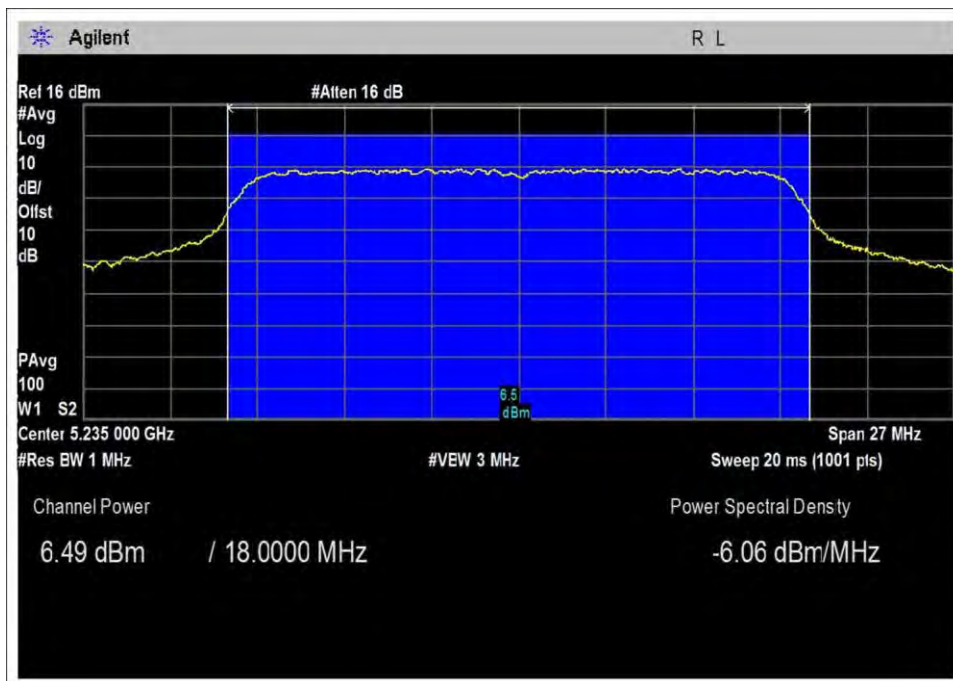 Agilent R L
Ref 16 dBm #Atten 16 dB
#Avg
Log
10
dB/
Offst
10
dB
PAvg
100
W1 S2
6.5
dBm
Center 5.235 000 GHz Span 27 MHz
#Res BW 1 MHz #VBW 3 MHz Sweep 20 ms (1001 pts)
Channel Power Power Spectral Density
6.49 dBm / 18.0000 MHz -6.06 dBm/MHz